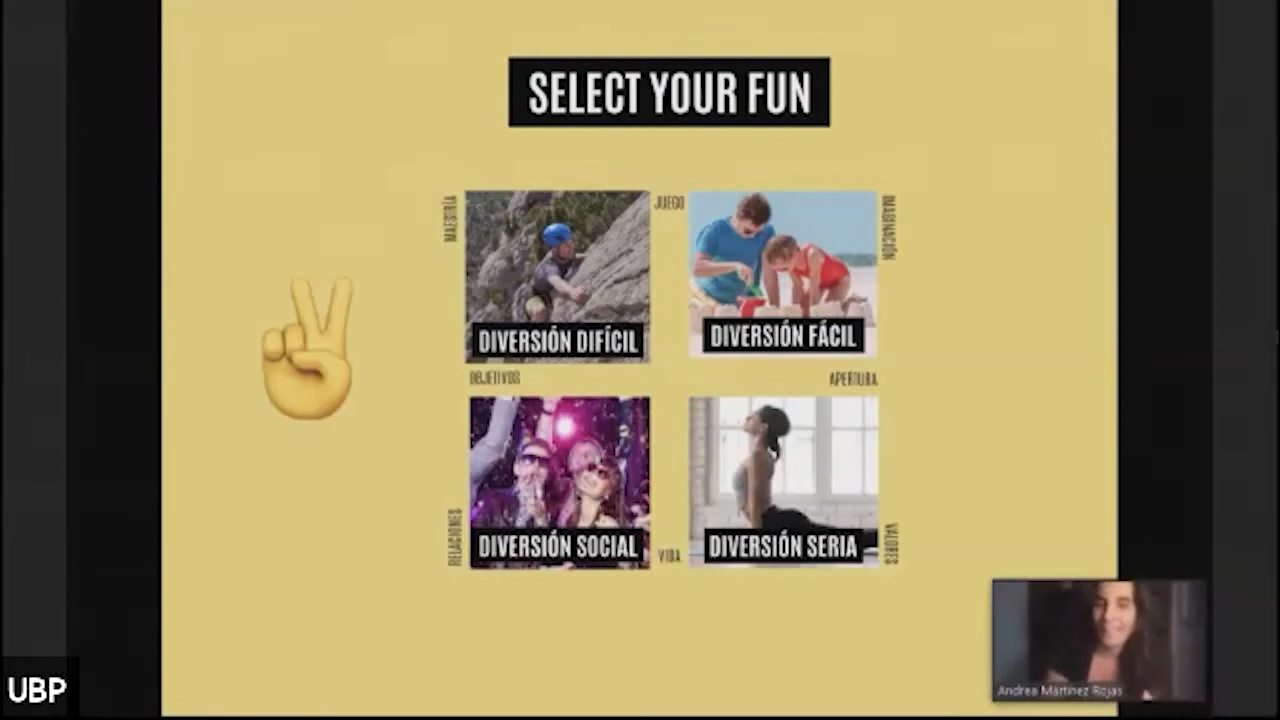 SELECT YOUR FUN
MAESTRÍA
JUEGO
IMAGINACIÓN
DIVERSIÓN DIFÍCIL
DIVERSIÓN FÁCIL
OBJETIVOS
APERTURA
RELACIONES
DIVERSIÓN SOCIAL
VIDA
DIVERSIÓN SERIA
VALORES
UBP
Andrea Martínez Rojas